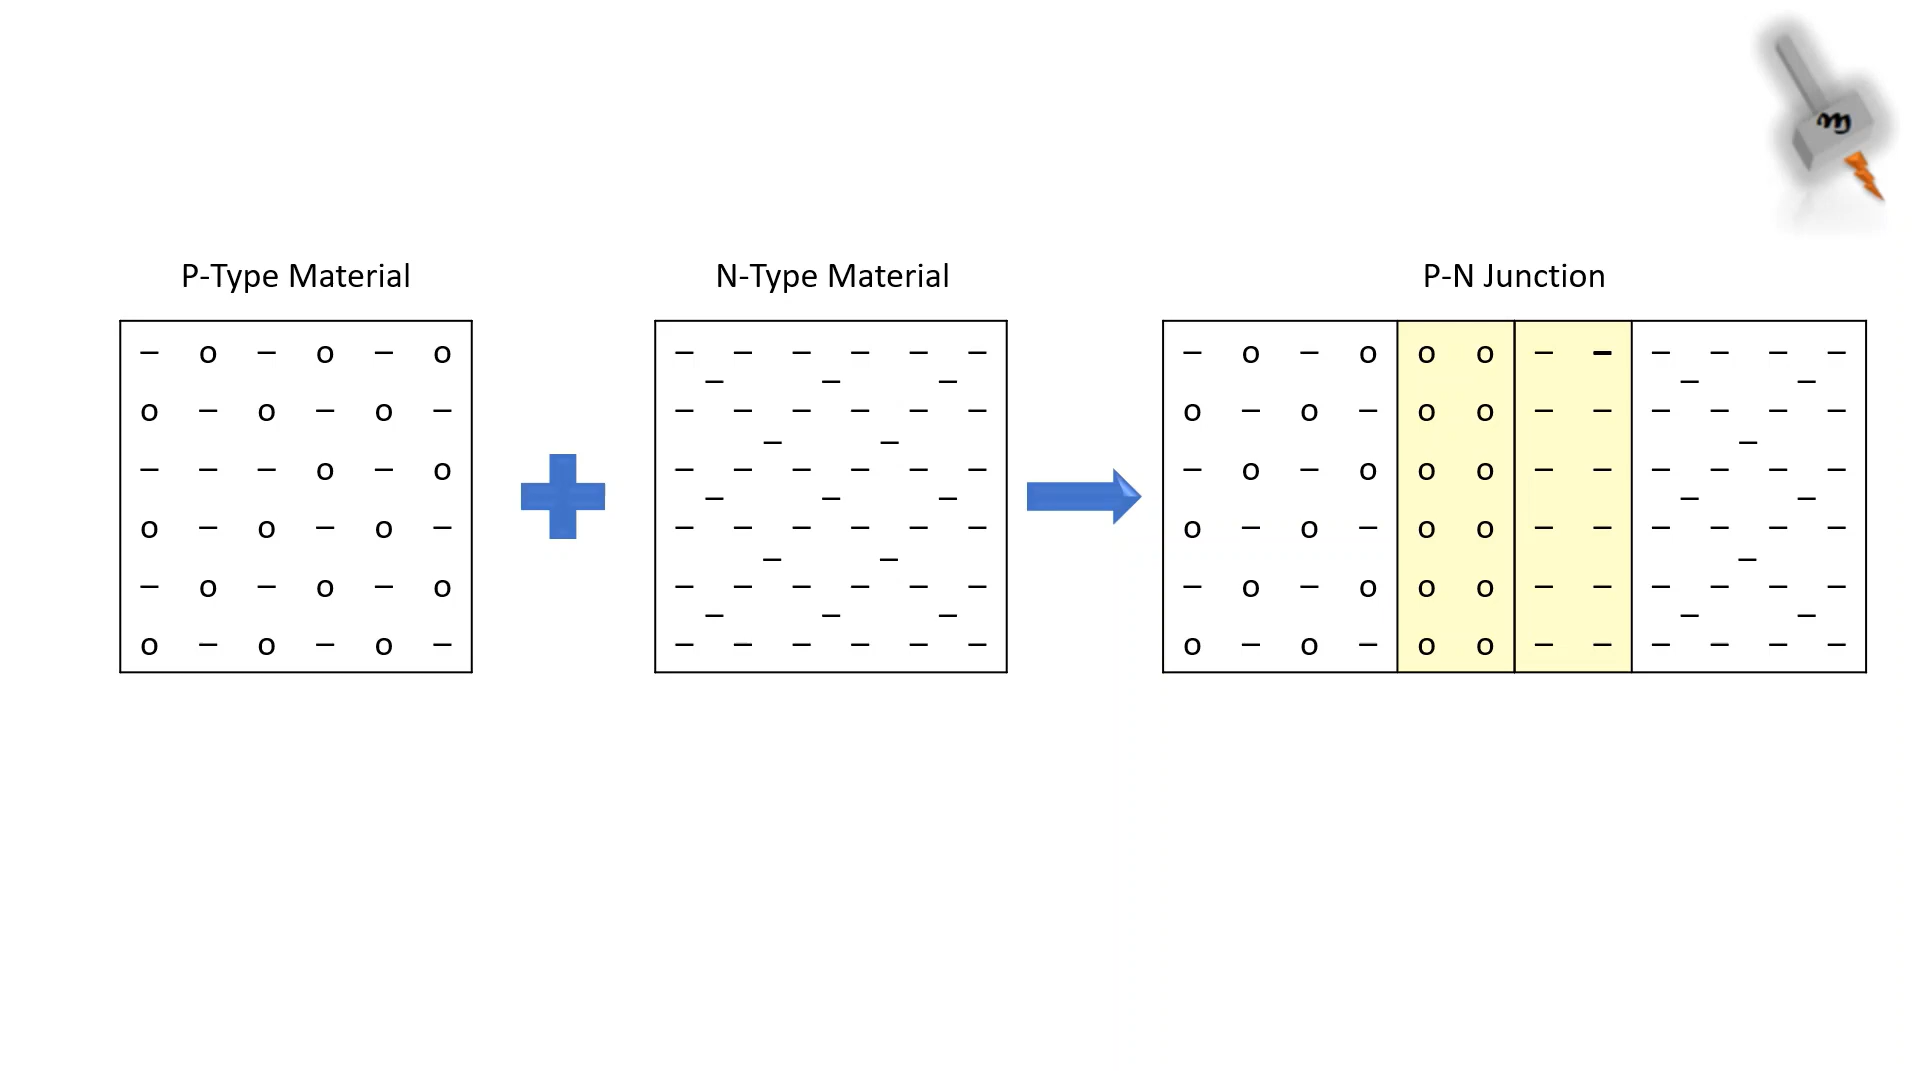 P-Type Material
N-Type Material
P-N Junction
– o – o – o
o – o – o –
– – – o – o
o – o – o –
– o – o – o
o – o – o –
– – – – – –
– – –
– – – – – –
– –
– – – – – –
– – –
– – – – – –
– –
– – – – – –
– – –
– – – – – –
– o – o o o – – – – – –
– –
o – o – o o – – – – – –
–
– o – o o o – – – – – –
– –
o – o – o o – – – – – –
–
– o – o o o – – – – – –
– –
o – o – o o – – – – – –